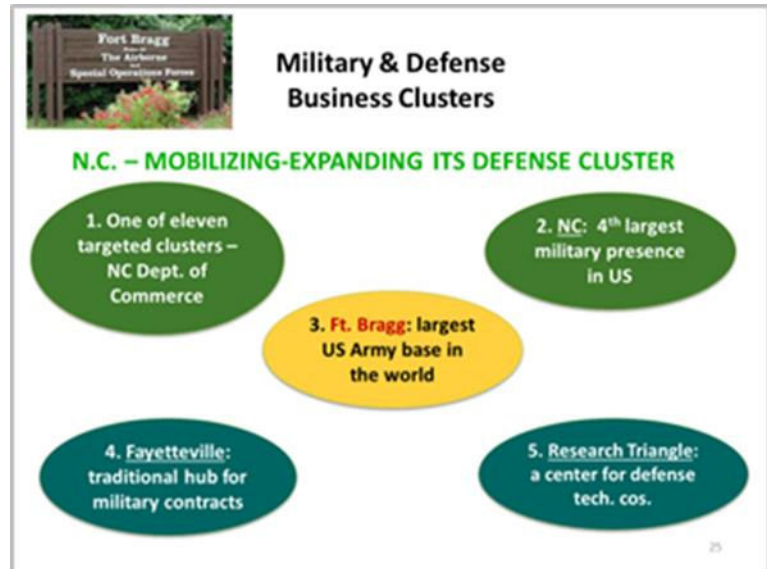 Fort Bragg
Home of
The Airborne
and
Special Operations Forces
Military & Defense
Business Clusters
N.C. – MOBILIZING-EXPANDING ITS DEFENSE CLUSTER
1. One of eleven
targeted clusters –
NC Dept. of
Commerce
2. NC: 4th largest
military presence
in US
3. Ft. Bragg: largest
US Army base in
the world
4. Fayetteville:
traditional hub for
military contracts
5. Research Triangle:
a center for defense
tech. cos.
25